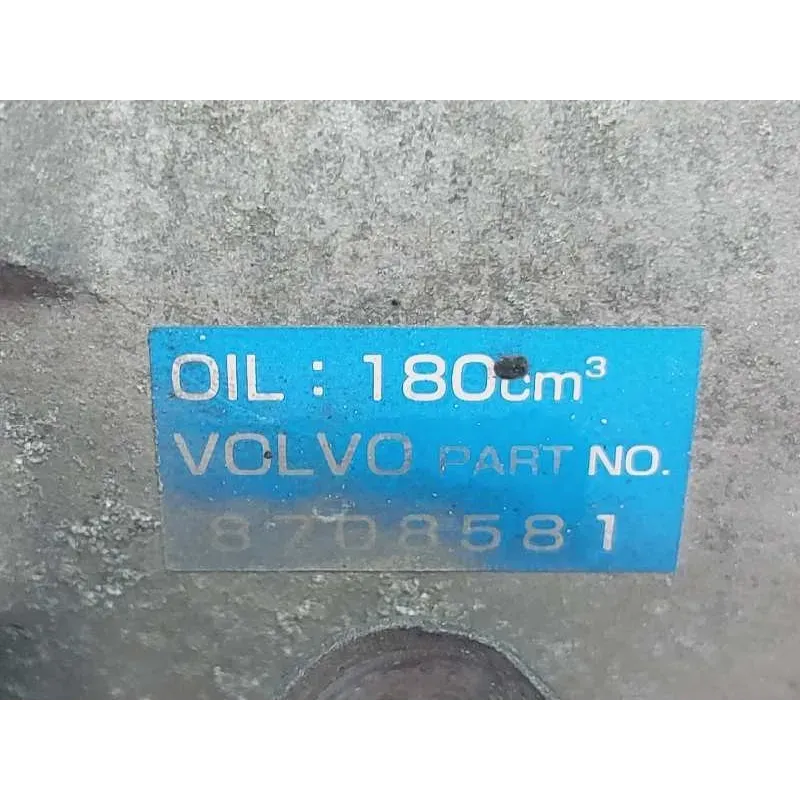 OIL : 180cm³
VOLVO PART NO.
8708581